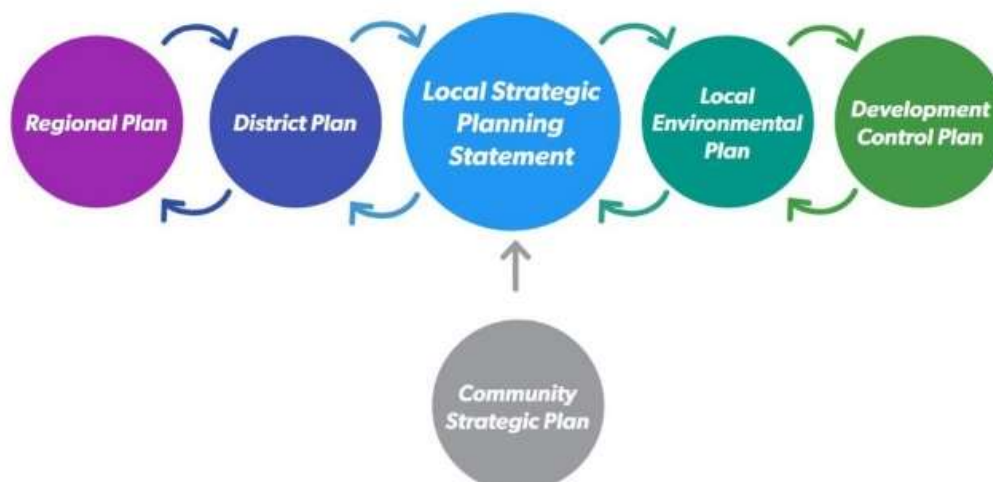 Regional Plan
District Plan
Local Strategic
Planning
Statement
Local
Environmental
Plan
Development
Control Plan
Community
Strategic Plan